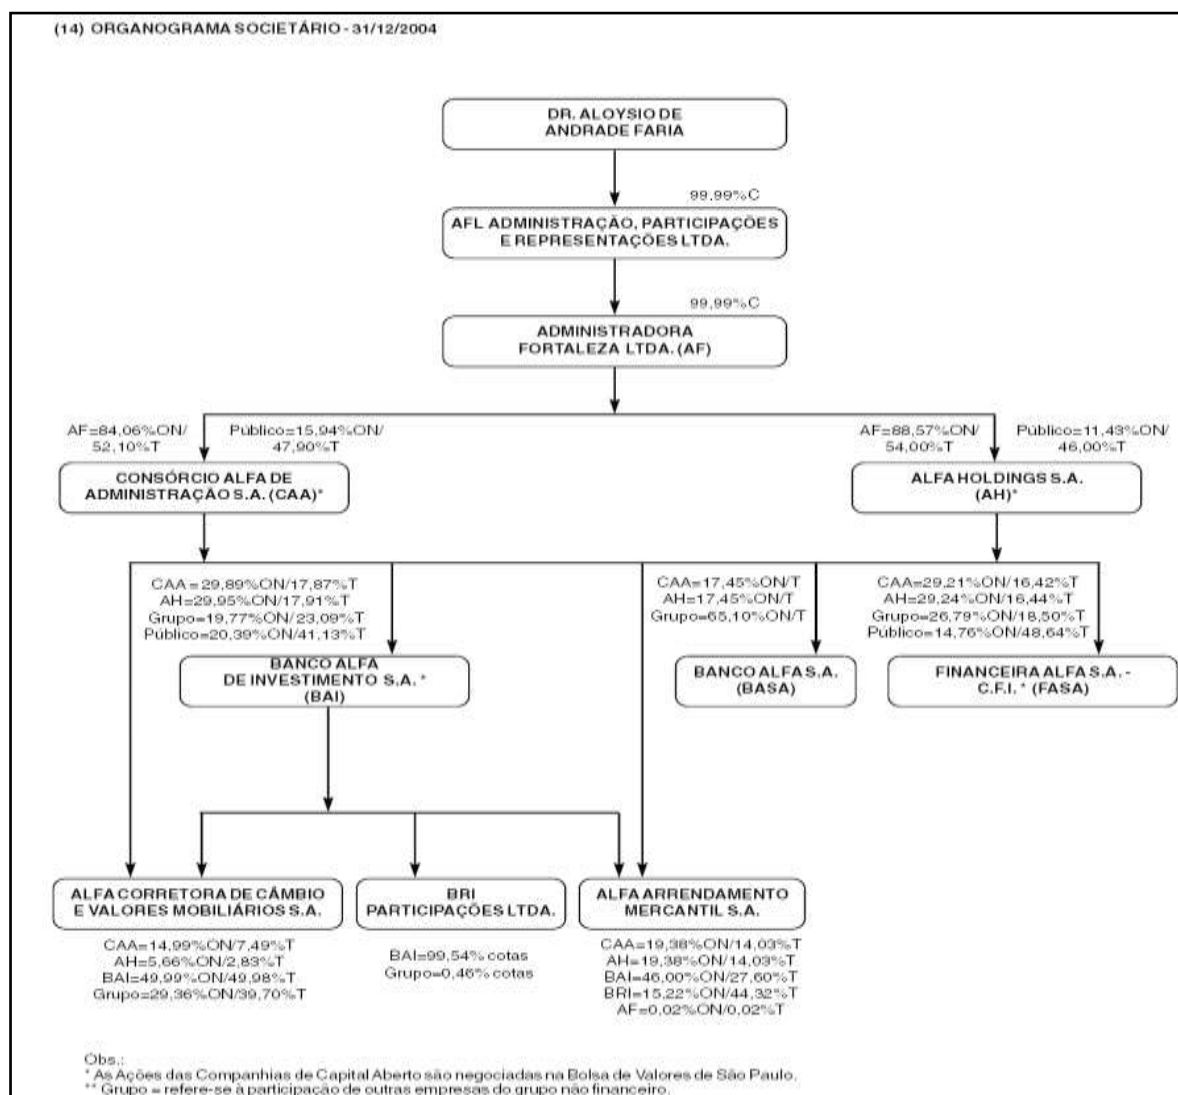 (14) ORGANOGRAMA SOCIETÁRIO - 31/12/2004
DR. ALOYSIO DE
ANDRADE FARIA
99,99%C
AFL ADMINISTRAÇÃO, PARTICIPAÇÕES
E REPRESENTAÇÕES LTDA.
99,99%C
ADMINISTRADORA
FORTALEZA LTDA. (AF)
AF=84,06%ON/
52,10%T
Público=15,94%ON/
47,90%T
AF=88,57%ON/
54,00%T
Público=11,43%ON/
46,00%T
CONSÓRCIO ALFA DE
ADMINISTRAÇÃO S.A. (CAA)*
ALFA HOLDINGS S.A.
(AH)*
CAA=29,89%ON/17,87%T
AH=29,95%ON/17,91%T
Grupo=19,77%ON/23,09%T
Público=20,39%ON/41,13%T
CAA=17,45%ON/T
AH=17,45%ON/T
Grupo=65,10%ON/T
CAA=29,21%ON/16,42%T
AH=29,24%ON/16,44%T
Grupo=26,79%ON/18,50%T
Público=14,76%ON/48,64%T
BANCO ALFA
DE INVESTIMENTO S.A. *
(BAI)
BANCO ALFA S.A.
(BASA)
FINANCEIRA ALFA S.A. -
C.F.I. * (FASA)
ALFA CORRETORA DE CÂMBIO
E VALORES MOBILIÁRIOS S.A.
BRI
PARTICIPAÇÕES LTDA.
ALFA ARRENDAMENTO
MERCANTIL S.A.
CAA=14,99%ON/7,49%T
AH=5,66%ON/2,83%T
BAI=49,99%ON/49,98%T
Grupo=29,36%ON/39,70%T
BAI=99,54% cotas
Grupo=0,46% cotas
CAA=19,38%ON/14,03%T
AH=19,38%ON/14,03%T
BAI=46,00%ON/27,60%T
BRI=15,22%ON/44,32%T
AF=0,02%ON/0,02%T
Obs.:
* As Ações das Companhias de Capital Aberto são negociadas na Bolsa de Valores de São Paulo.
** Grupo = refere-se à participação de outras empresas do grupo não financeiro.